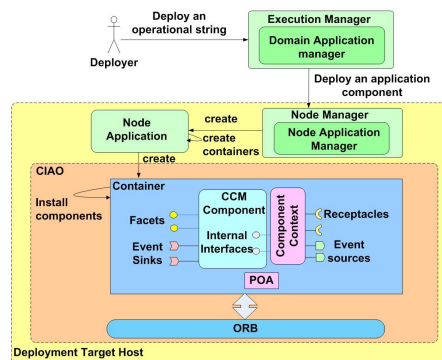 Deploy an
operational string
Deployer
Execution Manager
Domain Application
manager
Deploy an application
component
Node
Application
create
create
containers
Node Manager
Node Application
Manager
create
CIAO
Container
Install
components
Facets
Event
Sinks
CCM
Component
Internal
Interfaces
Component
Context
Receptacles
Event
sources
POA
ORB
Deployment Target Host